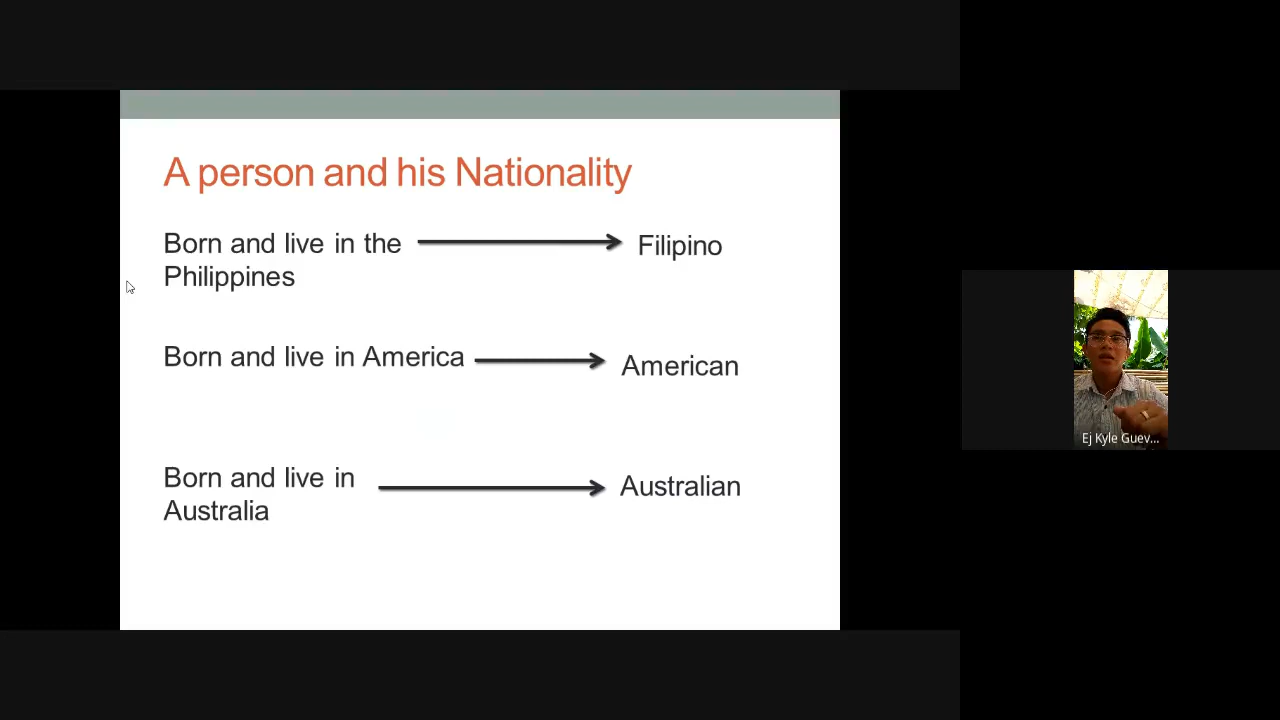 A person and his Nationality
Born and live in the
Philippines
Filipino
Born and live in America
American
Born and live in
Australia
Australian
Ej Kyle Guev...